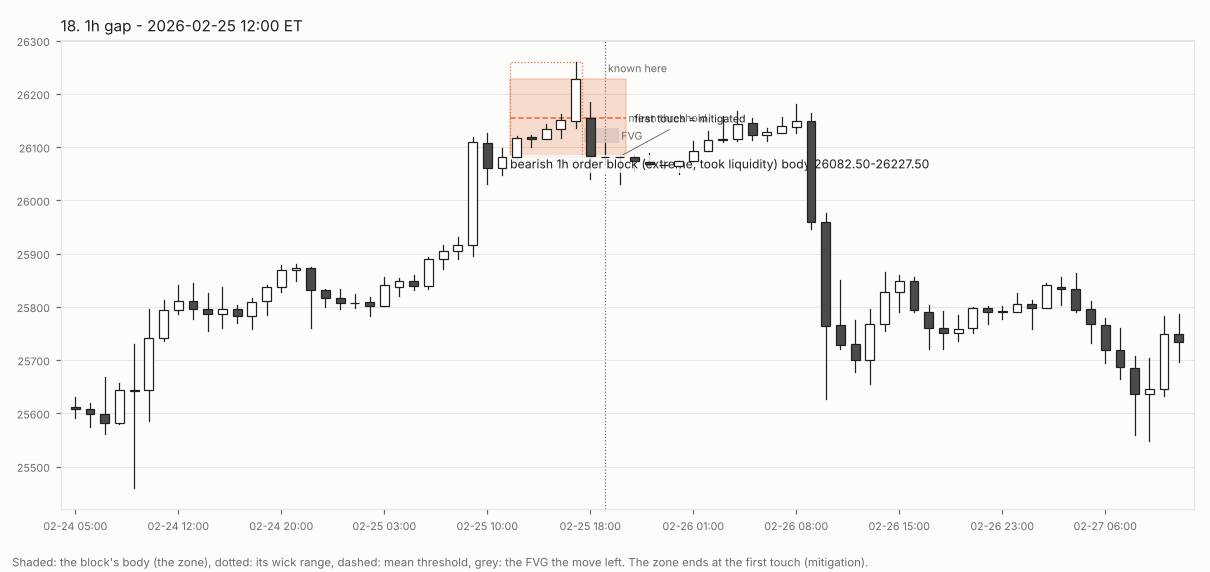 18. 1h gap - 2026-02-25 12:00 ET
26300
26200
26100
26000
25900
25800
25700
25600
25500
known here
mean threshold
first touch = mitigated
FVG
bearish 1h order block (extreme, took liquidity) body 26082.50-26227.50
02-24 05:00
02-24 12:00
02-24 20:00
02-25 03:00
02-25 10:00
02-25 18:00
02-26 01:00
02-26 08:00
02-26 15:00
02-26 23:00
02-27 06:00
Shaded: the block's body (the zone), dotted: its wick range, dashed: mean threshold, grey: the FVG the move left. The zone ends at the first touch (mitigation).